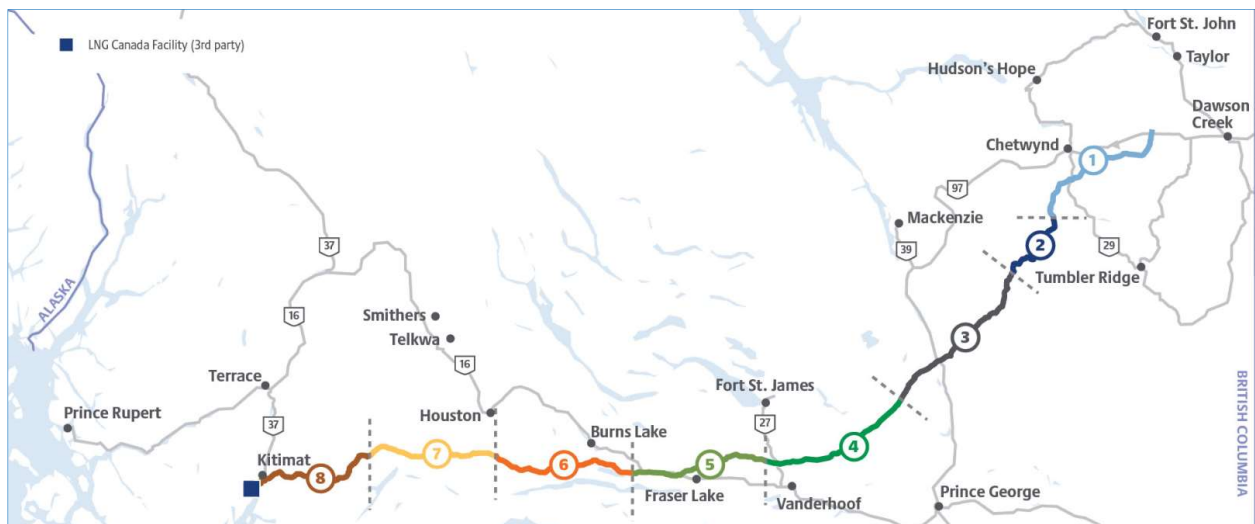 LNG Canada Facility (3rd party)
Fort St. John
Taylor
Hudson's Hope
Dawson
Creek
Chetwynd
1
97
Mackenzie
2
39
29
37
Tumbler Ridge
ALASKA
16
Smithers
Telkwa
3
16
Terrace
Fort St. James
BRITISH COLUMBIA
Prince Rupert
37
Houston
27
Burns Lake
4
7
Kitimat
8
6
5
Fraser Lake
Vanderhoof
Prince George